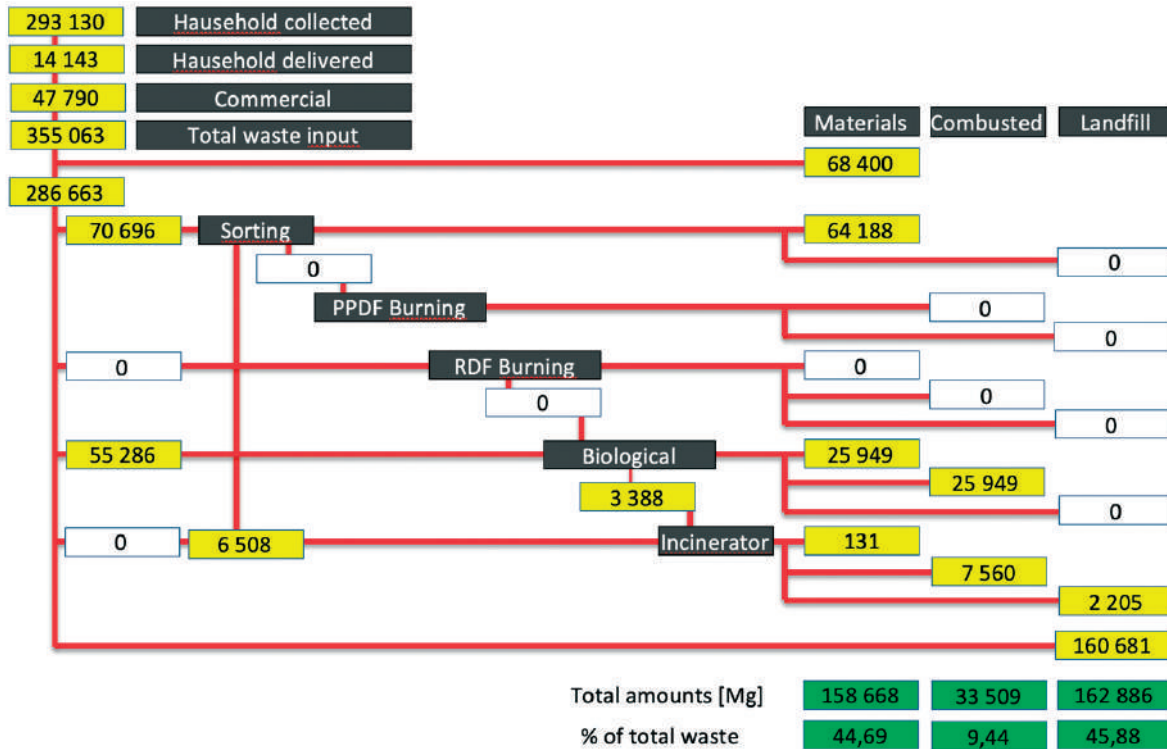 293 130 Hausehold collected
14 143 Hausehold delivered
47 790 Commercial
355 063 Total waste input Materials Combusted Landfill
68 400
286 663
70 696 Sorting 64 188
0 0
PPDF Burning 0
0
0 RDF Burning 0
0 0
0
55 286 Biological 25 949
3 388 25 949
0
0 6 508 Incinerator 131
7 560
2 205
160 681
Total amounts [Mg] 158 668 33 509 162 886
% of total waste 44,69 9,44 45,88